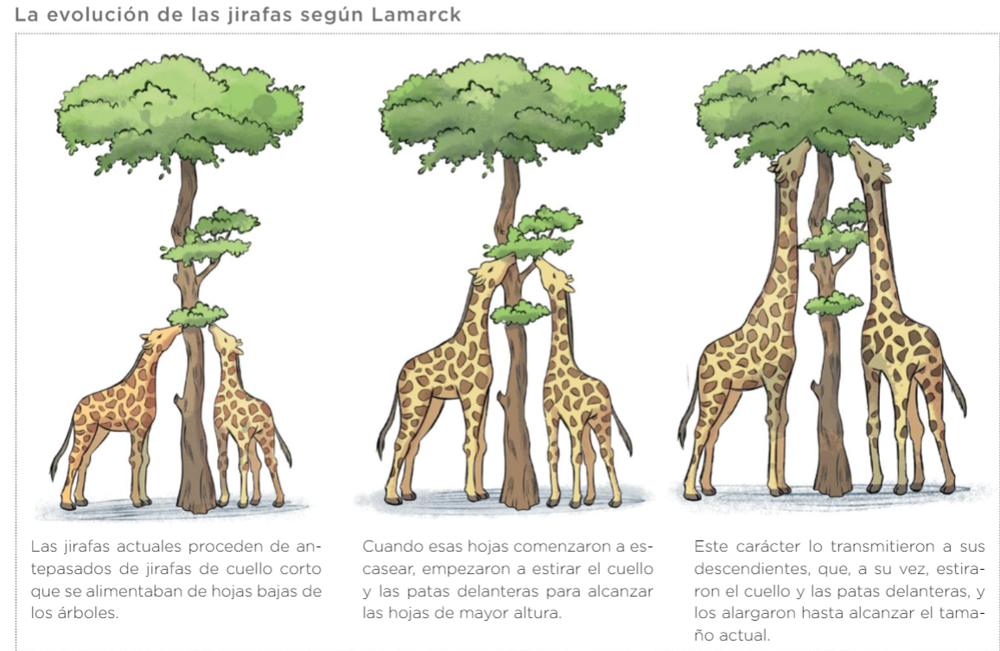 La evolución de las jirafas según Lamarck
Las jirafas actuales proceden de an-
tepasados de jirafas de cuello corto
que se alimentaban de hojas bajas de
los árboles.
Cuando esas hojas comenzaron a es-
casear, empezaron a estirar el cuello
y las patas delanteras para alcanzar
las hojas de mayor altura.
Este carácter lo transmitieron a sus
descendientes, que, a su vez, estira-
ron el cuello y las patas delanteras, y
los alargaron hasta alcanzar el tama-
ño actual.